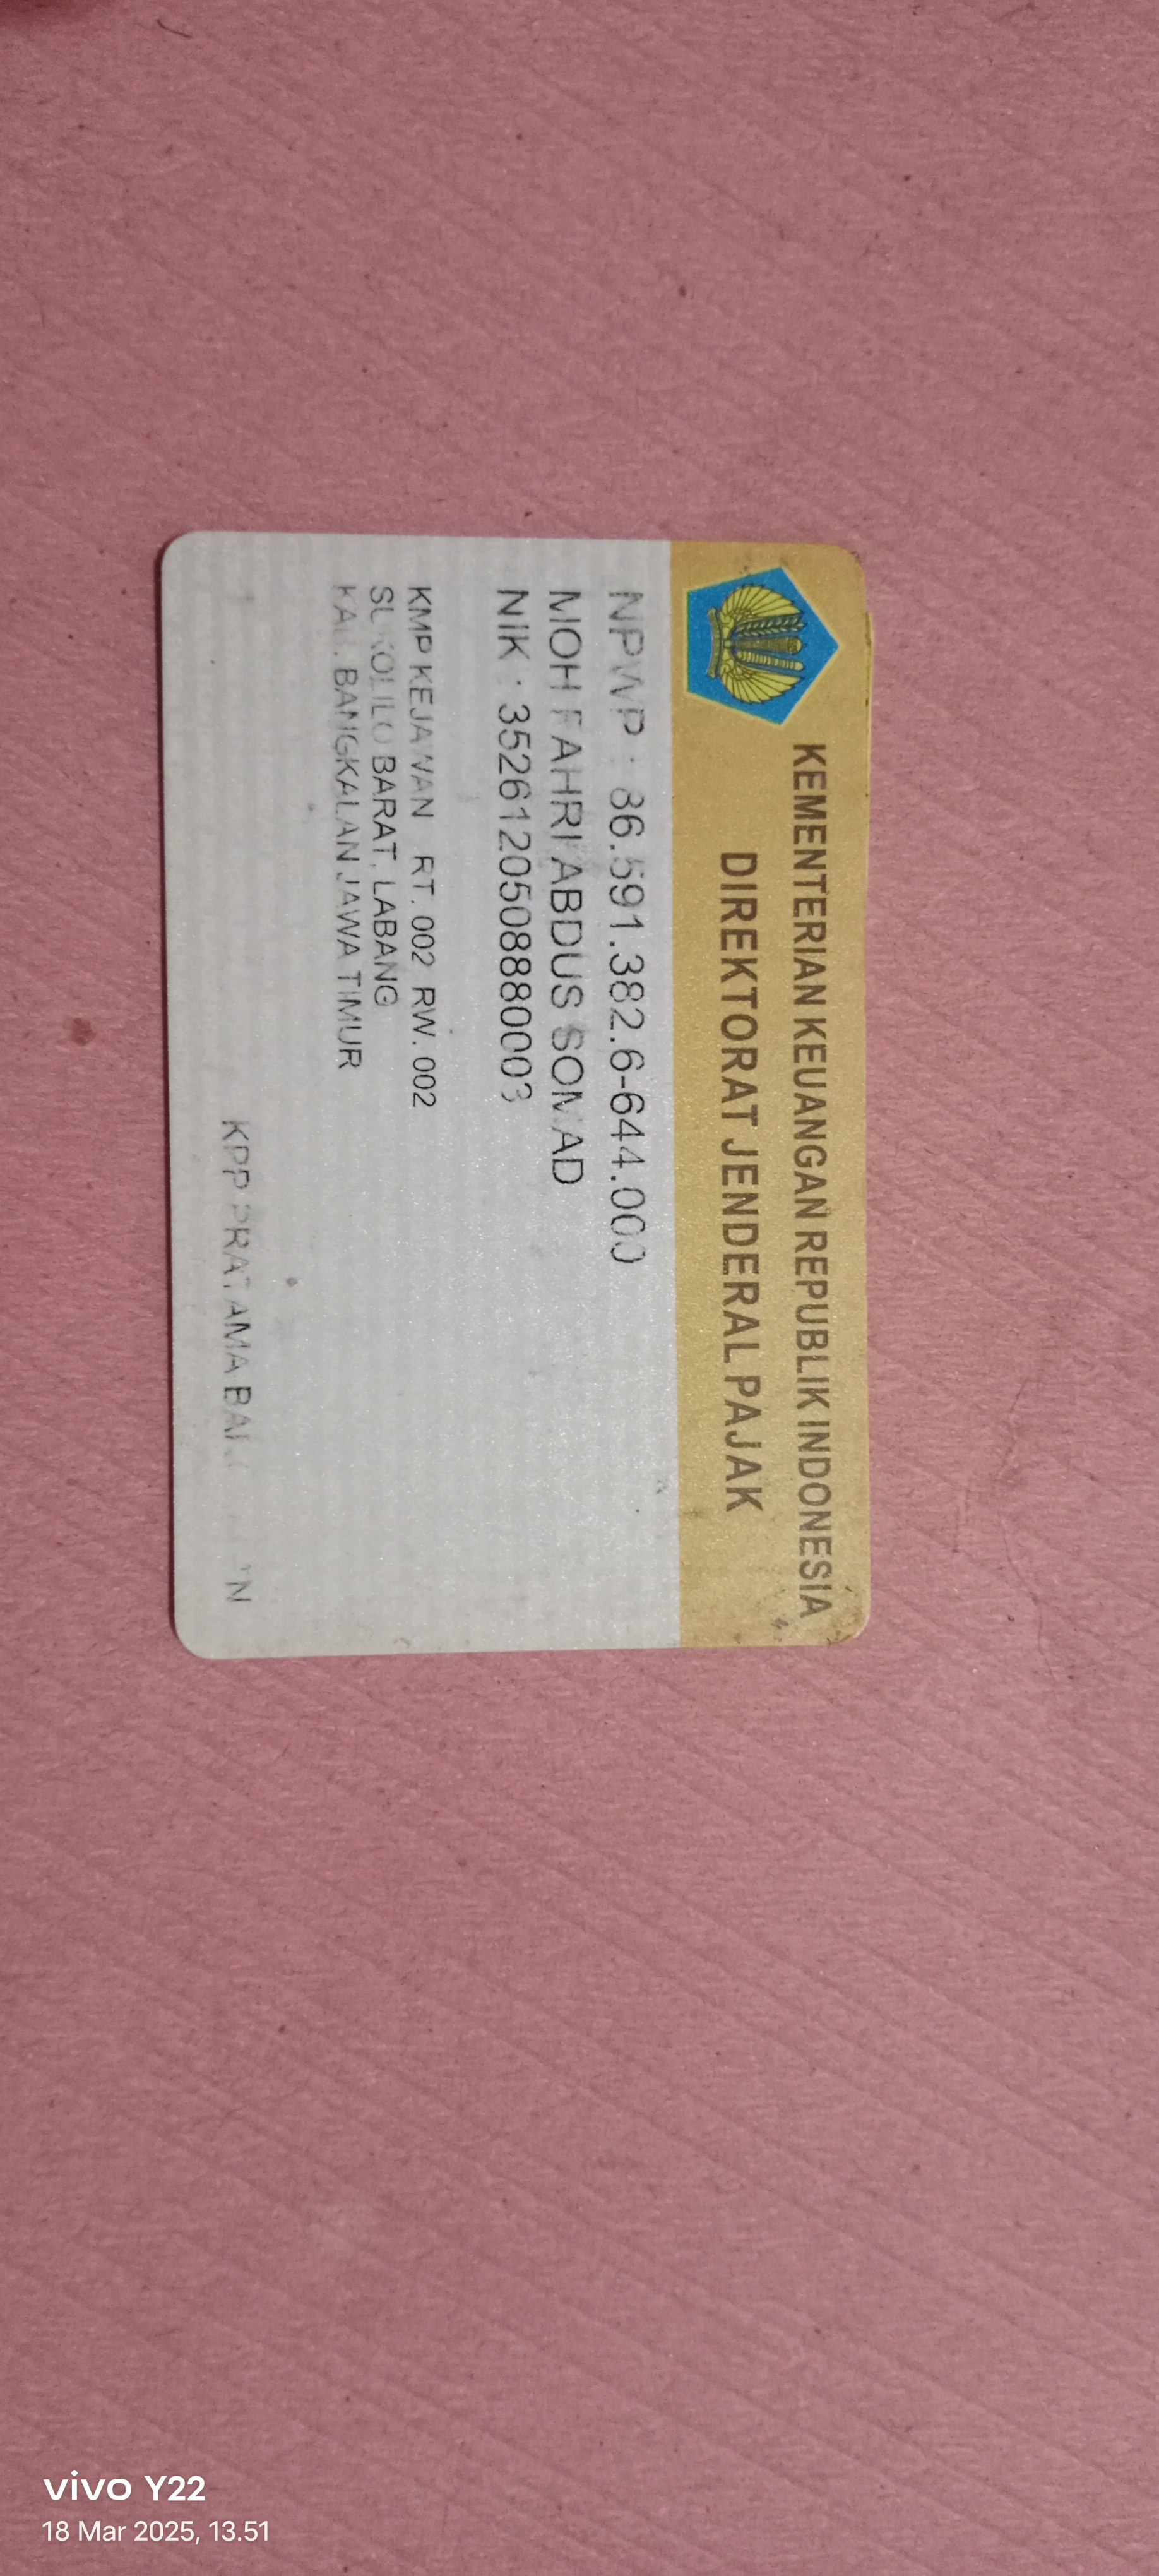 KEMENTERIAN KEUANGAN REPUBLIK INDONESIA
DIREKTORAT JENDERAL PAJAK
NPWP : 86.591.382.6-644.000
MOH FAHRI ABDUS SOMAD
NIK : 3526120508880003
KMP KEJAWAN RT. 002 RW. 002
SUKOLILO BARAT, LABANG
KAB. BANGKALAN JAWA TIMUR
KPP PRATAMA
vivo Y22
18 Mar 2025, 13.51